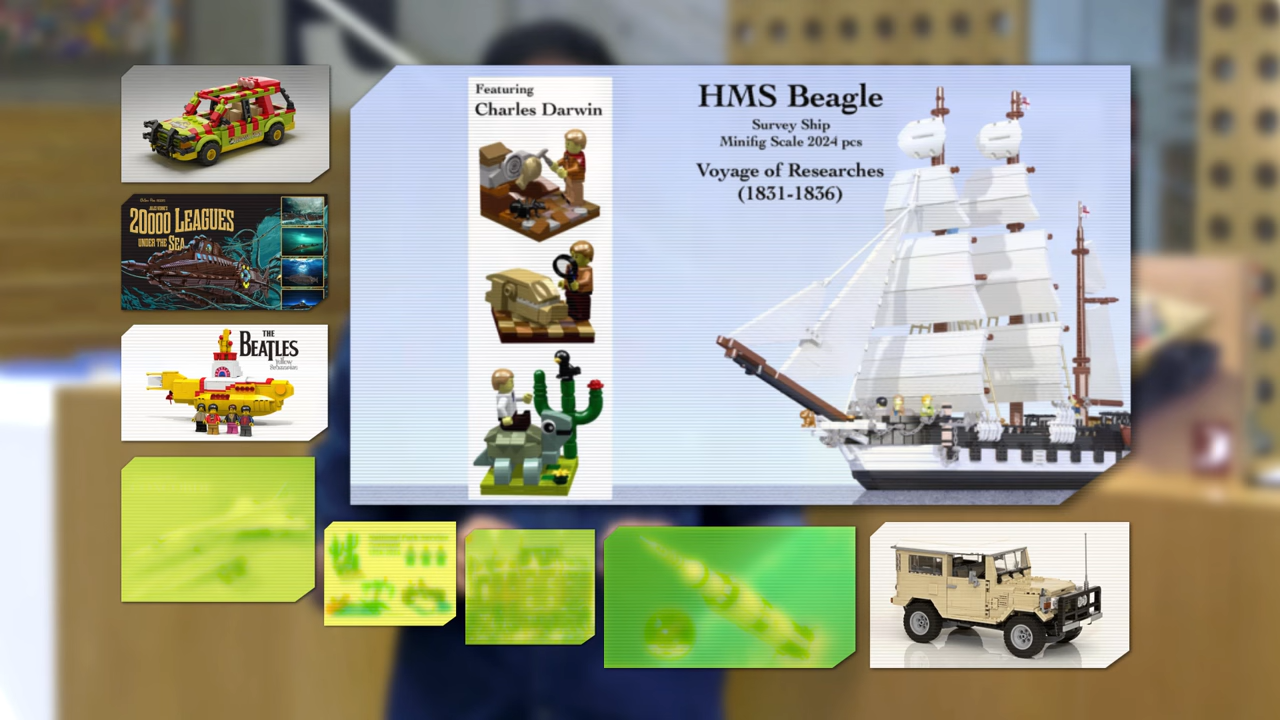 Featuring
Charles Darwin
HMS Beagle
Survey Ship
Minifig Scale 2024 pcs
Voyage of Researches
(1831-1836)
20000 LEAGUES
UNDER THE SEA
THE
BEATLES
Yellow
Submarine